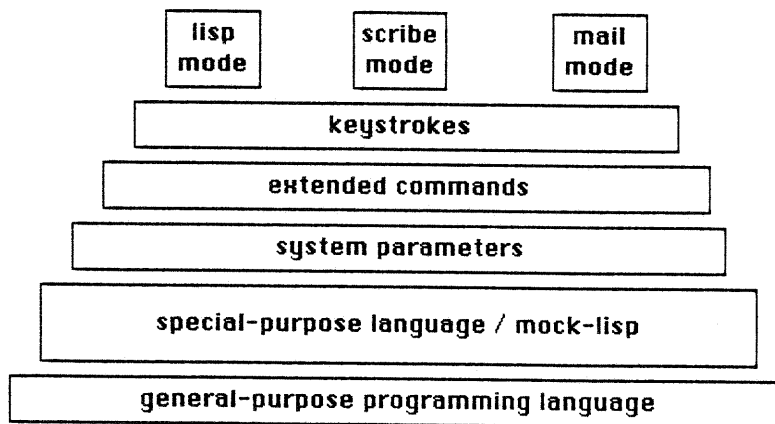 lisp
mode
scribe
mode
mail
mode
keystrokes
extended commands
system parameters
special-purpose language / mock-lisp
general-purpose programming language